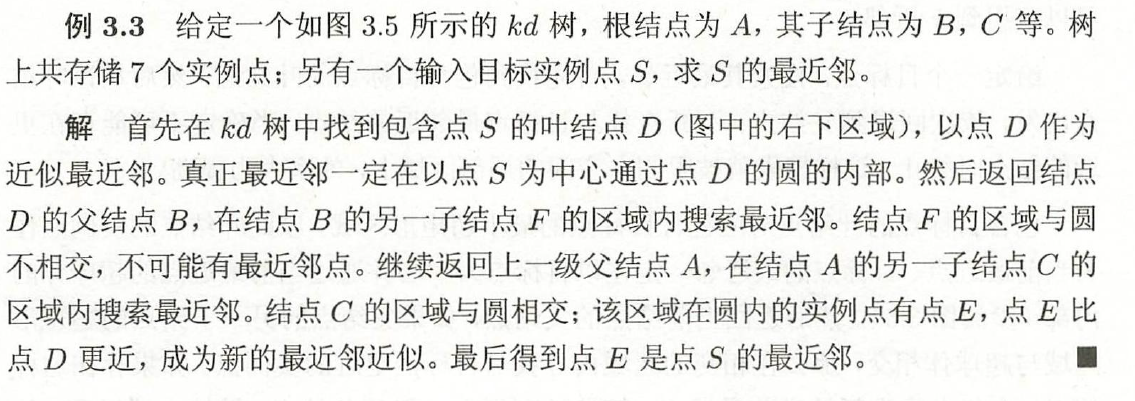 例 3.3 给定一个如图 3.5 所示的 kd 树，根结点为 A，其子结点为 B，C 等。树
上共存储 7 个实例点；另有一个输入目标实例点 S，求 S 的最近邻。
解 首先在 kd 树中找到包含点 S 的叶结点 D（图中的右下区域），以点 D 作为
近似最近邻。真正最近邻一定在以点 S 为中心通过点 D 的圆的内部。然后返回结点
D 的父结点 B，在结点 B 的另一子结点 F 的区域内搜索最近邻。结点 F 的区域与圆
不相交，不可能有最近邻点。继续返回上一级父结点 A，在结点 A 的另一子结点 C 的
区域内搜索最近邻。结点 C 的区域与圆相交；该区域在圆内的实例点有点 E，点 E 比
点 D 更近，成为新的最近邻近似。最后得到点 E 是点 S 的最近邻。 ■